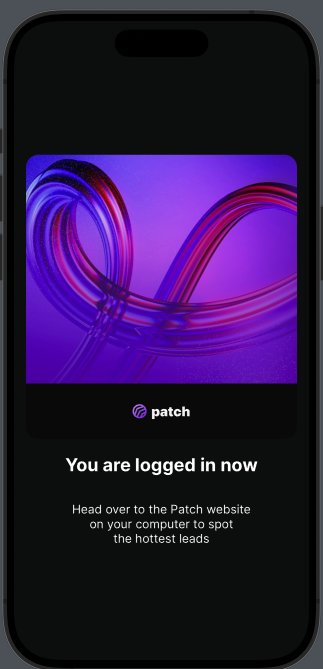 patch
You are logged in now
Head over to the Patch website
on your computer to spot
the hottest leads